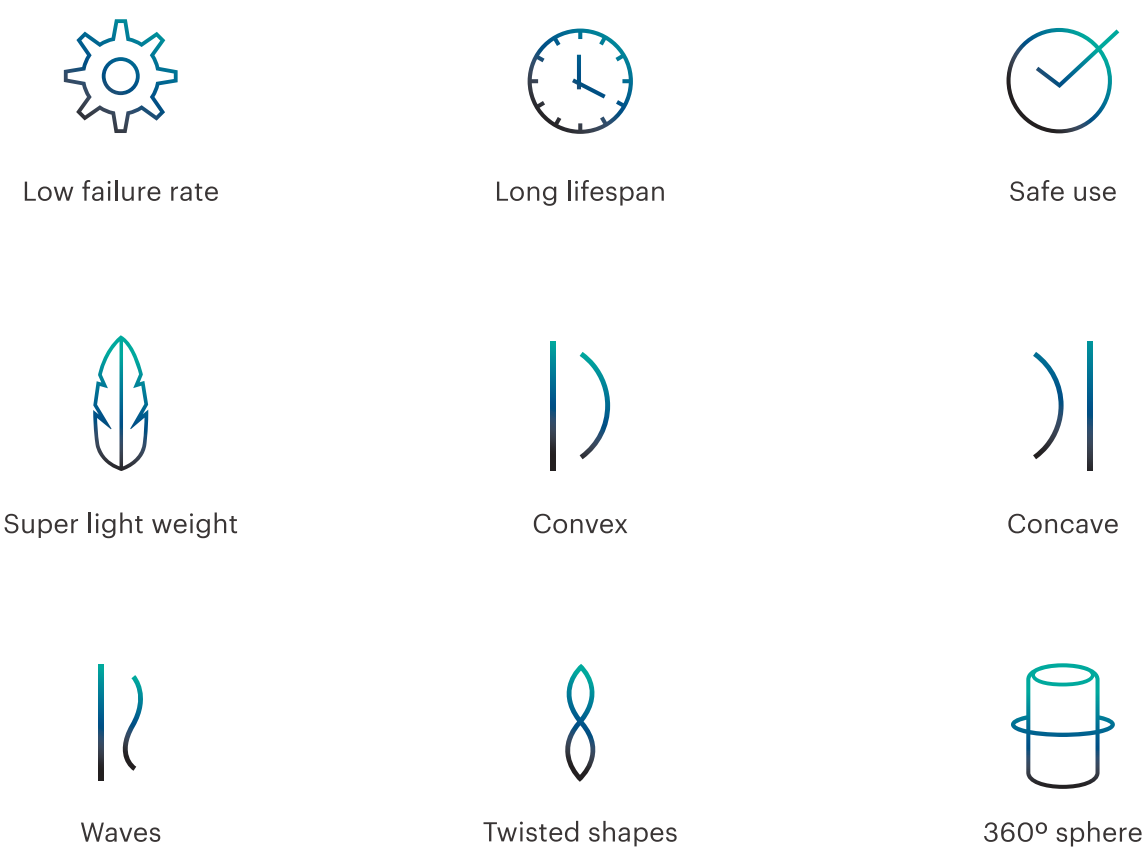 Low failure rate
Long lifespan
Safe use
Super light weight
Convex
Concave
Waves
Twisted shapes
360º sphere